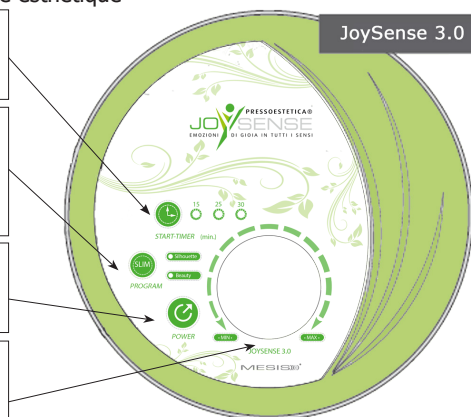 esthétique
JoySense 3.0
PRESSOESTETICA®
JOYSENSE
EMOZIONI DI GIOIA IN TUTTI I SENSI
15 25 30
START-TIMER (min.)
SLIM
Silhouette
Beauty
PROGRAM
POWER
-MIN+
-MAX+
JOYSENSE 3.0
MESIS®